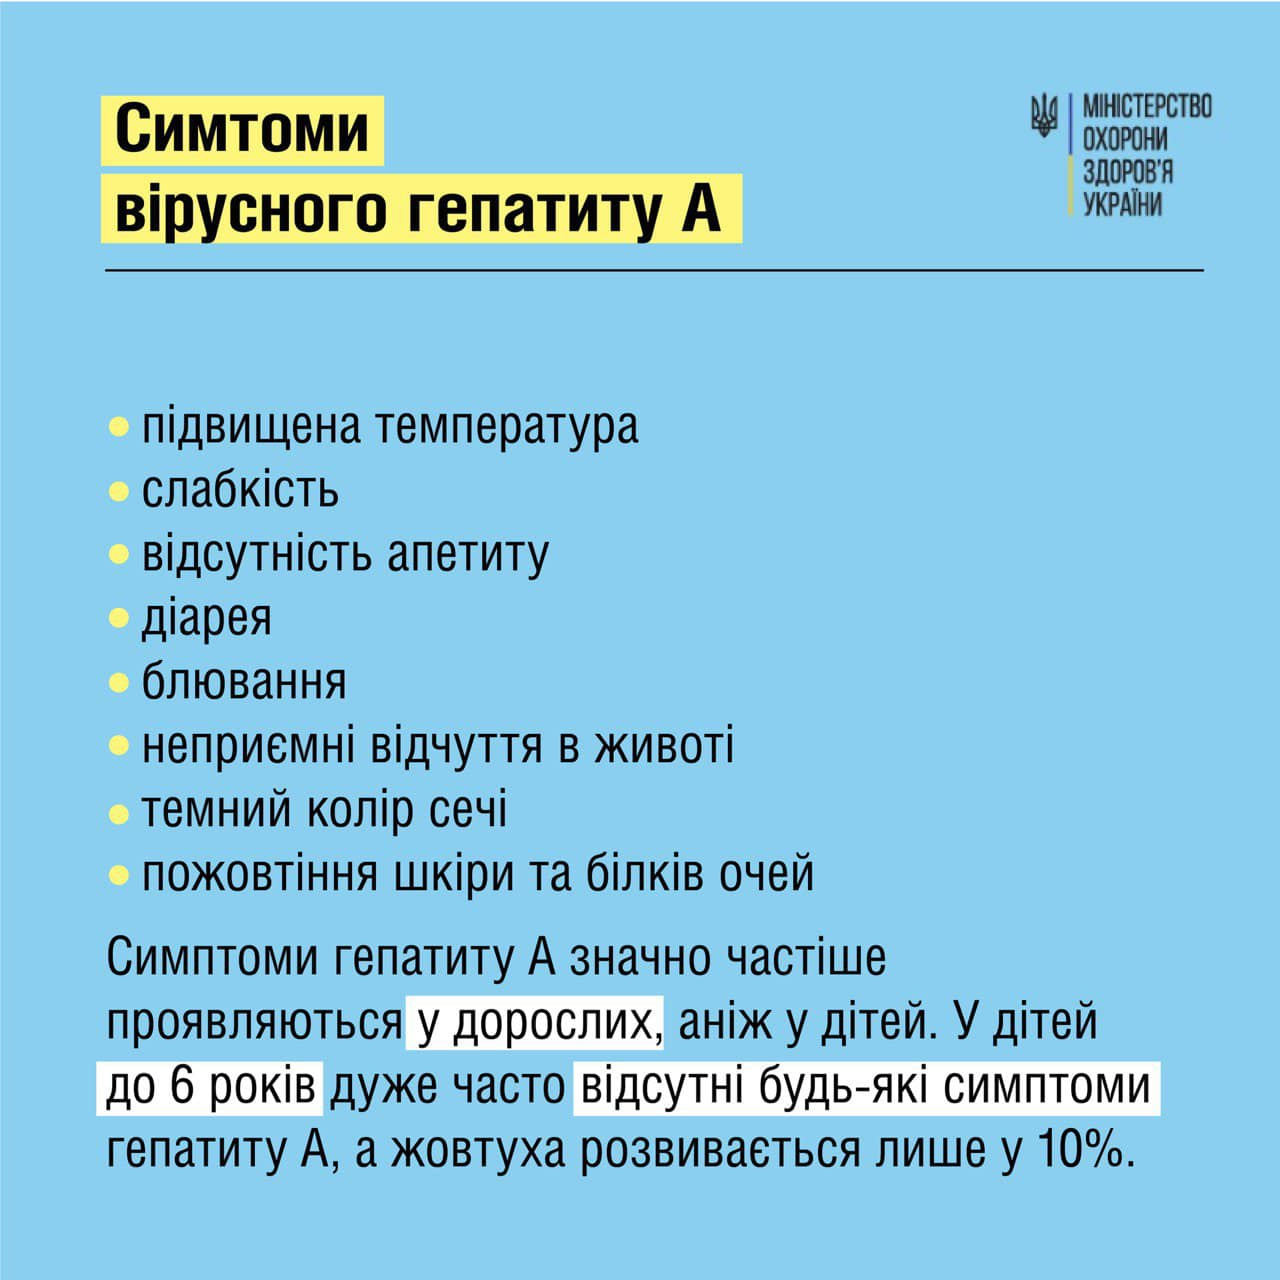 Симтоми
вірусного гепатиту А
МІНІСТЕРСТВО
ОХОРОНИ
ЗДОРОВ'Я
УКРАЇНИ
• підвищена температура
• слабкість
• відсутність апетиту
• діарея
• блювання
• неприємні відчуття в животі
• темний колір сечі
• пожовтіння шкіри та білків очей
Симптоми гепатиту А значно частіше
проявляються у дорослих, аніж у дітей. У дітей
до 6 років дуже часто відсутні будь-які симптоми
гепатиту А, а жовтуха розвивається лише у 10%.